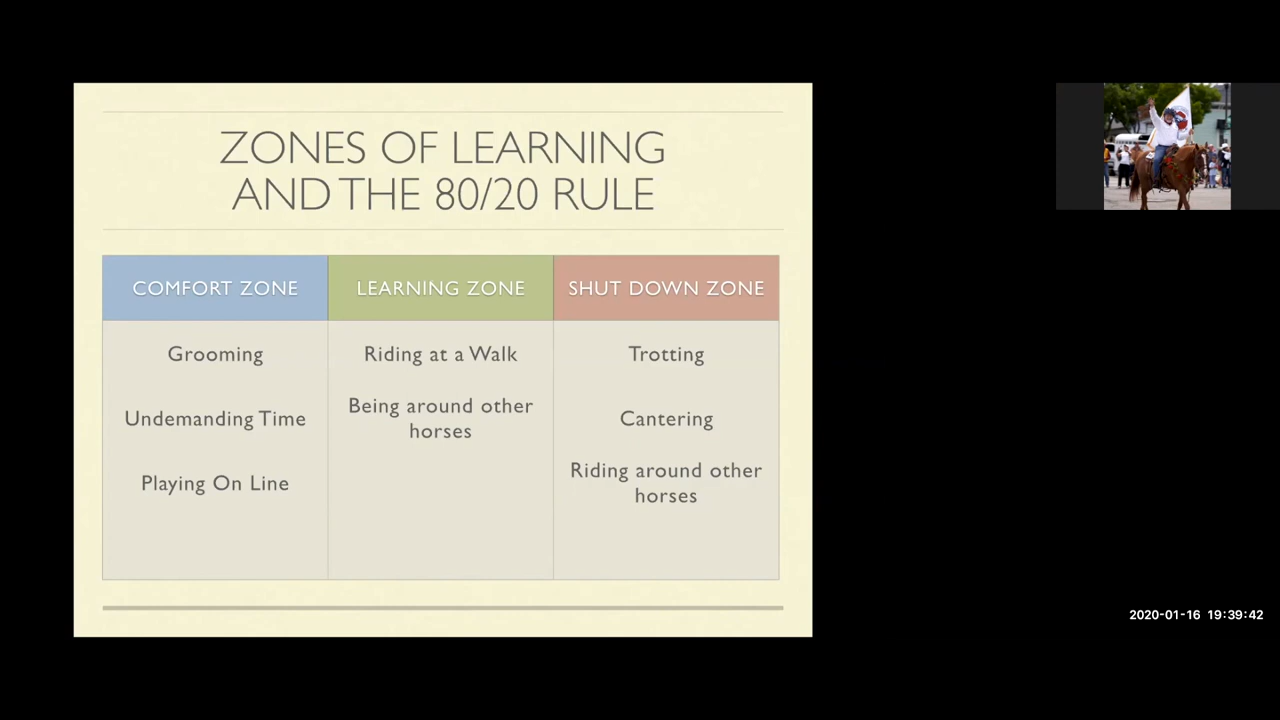 ZONES OF LEARNING
AND THE 80/20 RULE
COMFORT ZONE
LEARNING ZONE
SHUT DOWN ZONE
Grooming
Riding at a Walk
Trotting
Undemanding Time
Being around other
horses
Cantering
Playing On Line
Riding around other
horses
2020-01-16 19:39:42